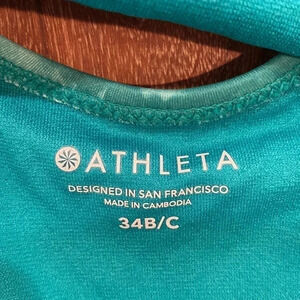 ATHLETA
DESIGNED IN SAN FRANCISCO
MADE IN CAMBODIA
34B/C